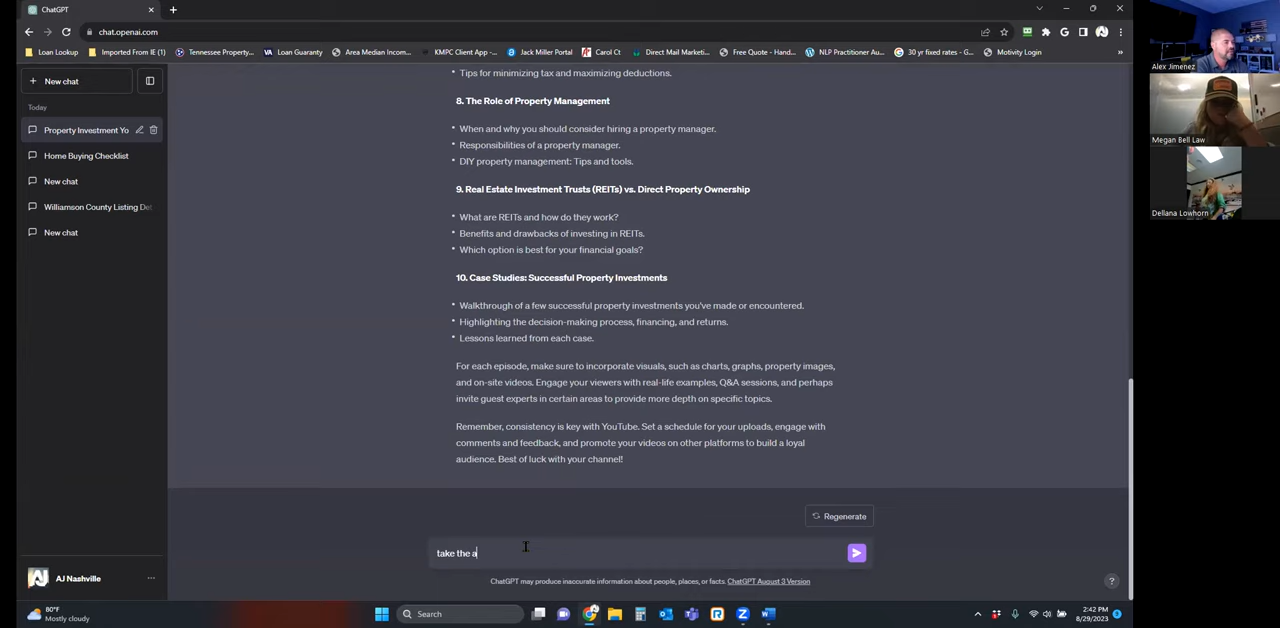 ChatGPT
chat.openai.com
Loan Lookup
Imported From IE (1)
Tennessee Property...
Loan Guaranty
Area Median Incom...
KMPC Client App -...
Jack Miller Portal
Carol Ct
Direct Mail Marketi...
Free Quote - Hand...
NLP Practitioner Au...
30 yr fixed rates - G...
Motivity Login
New chat
Today
Property Investment Yo
Home Buying Checklist
New chat
Williamson County Listing Det
New chat
• Tips for minimizing tax and maximizing deductions.
8. The Role of Property Management
• When and why you should consider hiring a property manager.
• Responsibilities of a property manager.
• DIY property management: Tips and tools.
9. Real Estate Investment Trusts (REITs) vs. Direct Property Ownership
• What are REITs and how do they work?
• Benefits and drawbacks of investing in REITs.
• Which option is best for your financial goals?
10. Case Studies: Successful Property Investments
• Walkthrough of a few successful property investments you've made or encountered.
• Highlighting the decision-making process, financing, and returns.
• Lessons learned from each case.
For each episode, make sure to incorporate visuals, such as charts, graphs, property images,
and on-site videos. Engage your viewers with real-life examples, Q&A sessions, and perhaps
invite guest experts in certain areas to provide more depth on specific topics.
Remember, consistency is key with YouTube. Set a schedule for your uploads, engage with
comments and feedback, and promote your videos on other platforms to build a loyal
audience. Best of luck with your channel!
Regenerate
take the a
ChatGPT may produce inaccurate information about people, places, or facts. ChatGPT August 3 Version
AJ Nashville
80°F
Mostly cloudy
Search
2:42 PM
8/29/2023
Alex Jimenez
Megan Bell Law
Dellana Lowhorn